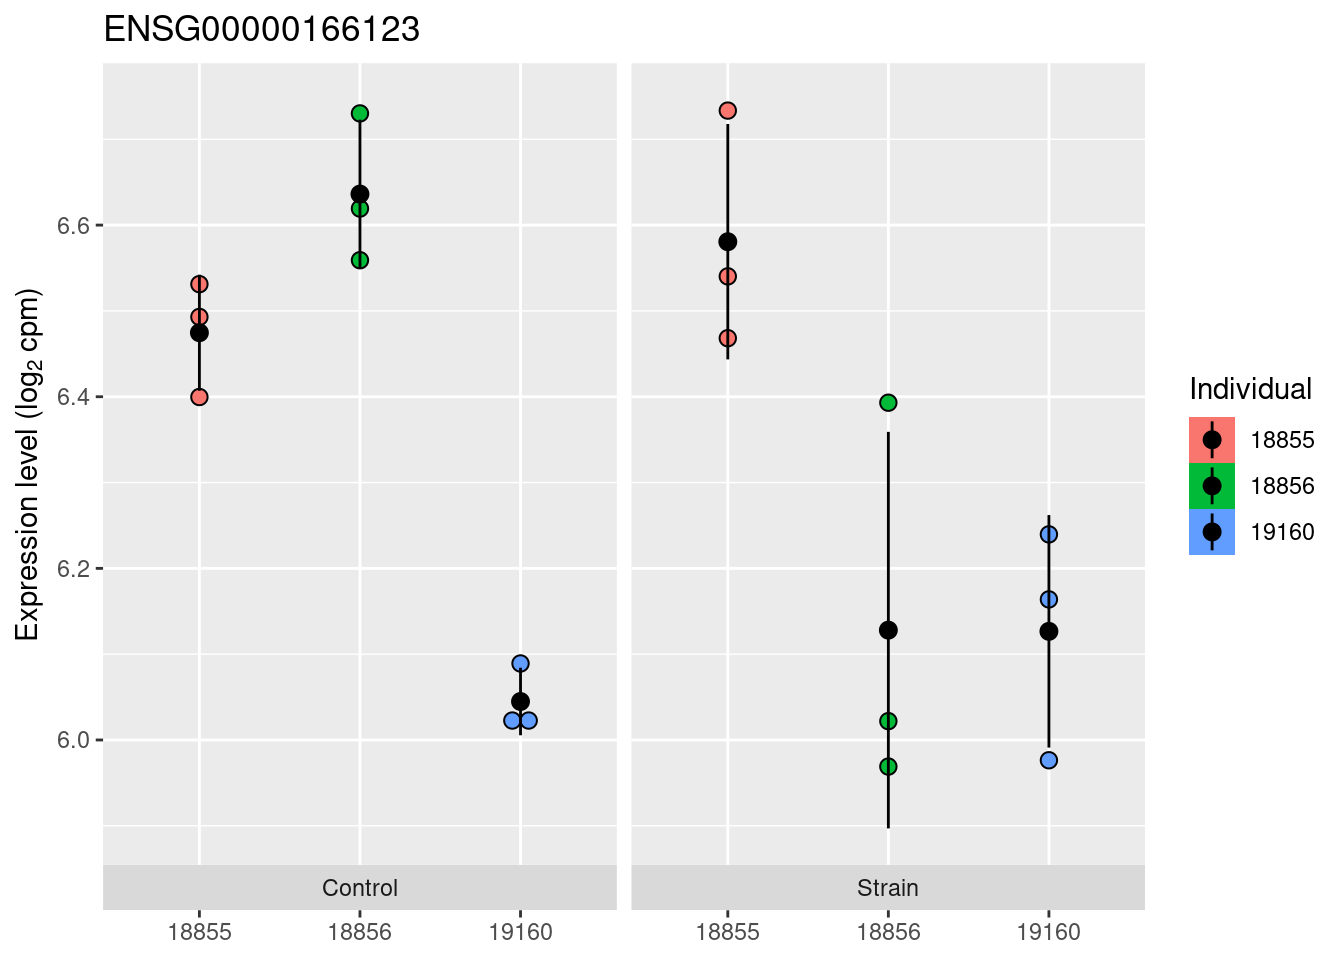 ENSG00000166123
Expression level (log₂ cpm)
6.6
6.4
6.2
6.0
Control
Strain
18855
18856
19160
18855
18856
19160
Individual
18855
18856
19160